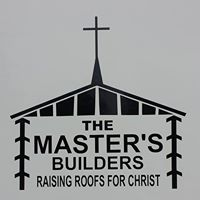 THE
MASTER'S
BUILDERS
RAISING ROOFS FOR CHRIST